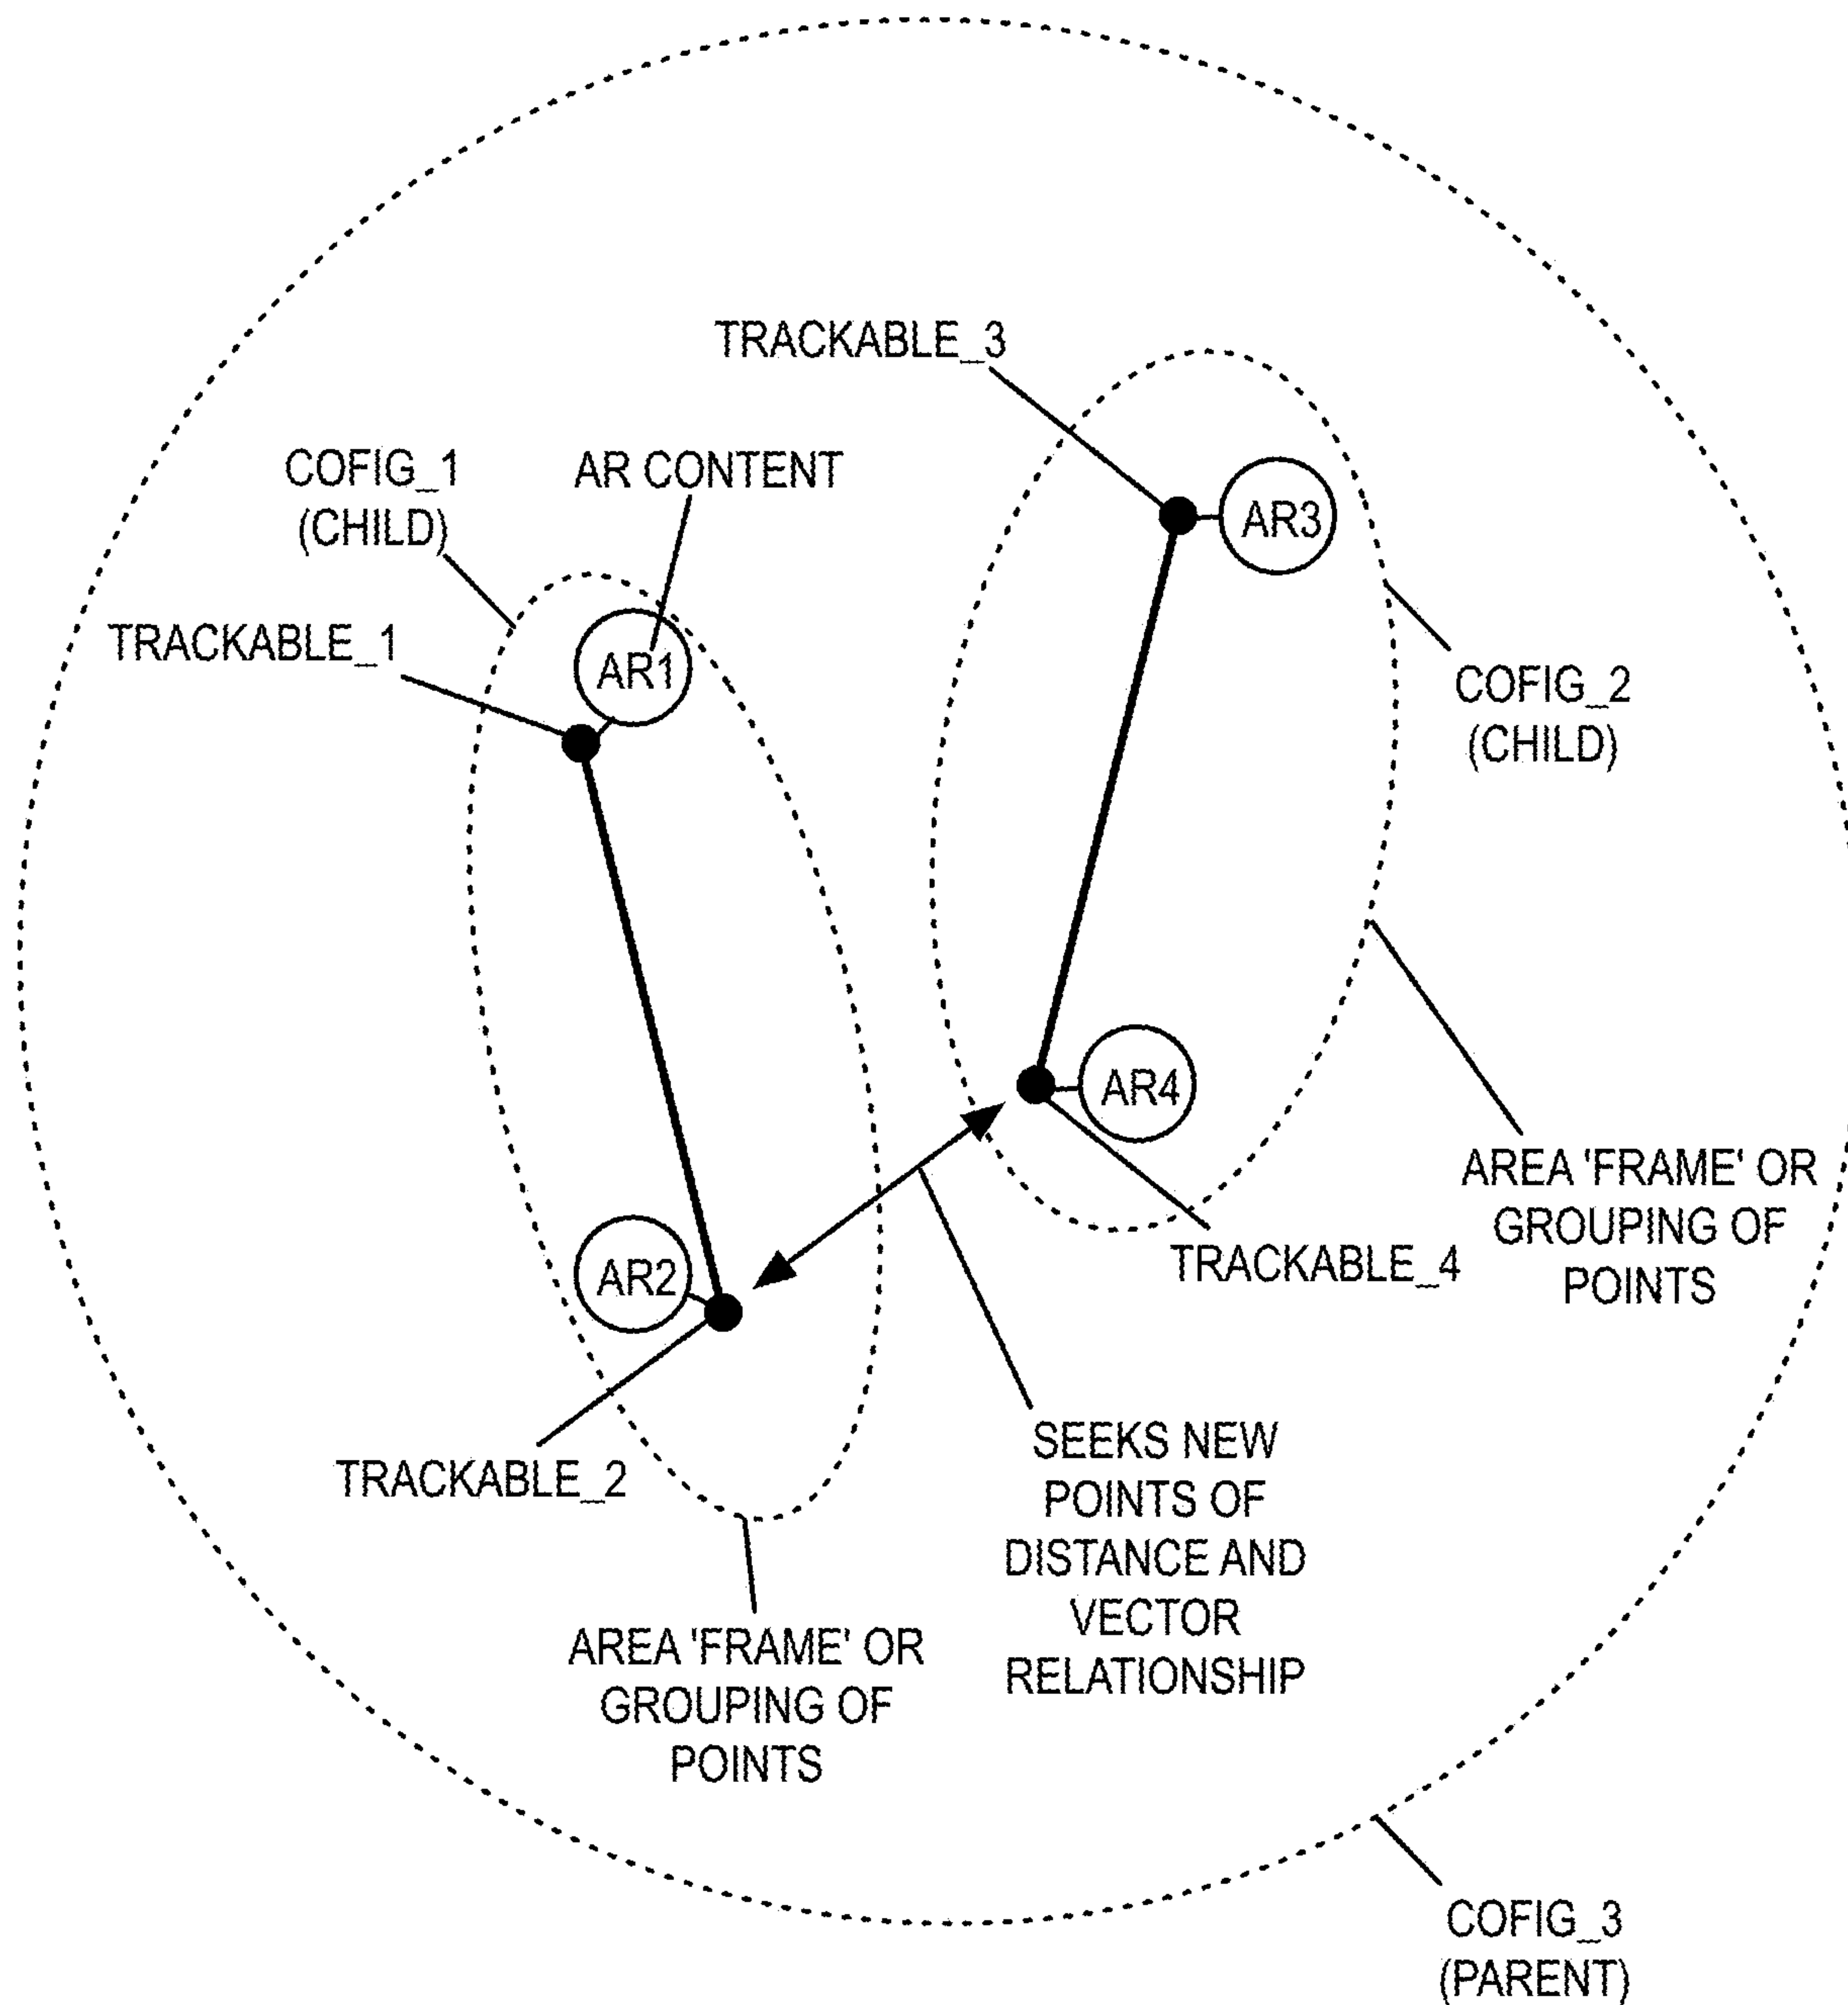 TRACKABLE_3
COFIG_1
(CHILD)
AR CONTENT
AR3
TRACKABLE_1
AR1
COFIG_2
(CHILD)
AR4
AREA 'FRAME' OR
GROUPING OF
POINTS
TRACKABLE_4
AR2
TRACKABLE_2
SEEKS NEW
POINTS OF
DISTANCE AND
VECTOR
RELATIONSHIP
AREA 'FRAME' OR
GROUPING OF
POINTS
COFIG_3
(PARENT)